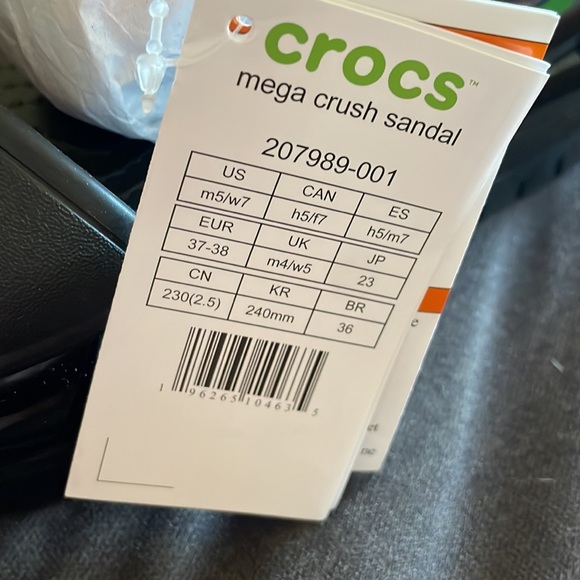 crocs™
mega crush sandal
207989-001
US CAN ES
m5/w7 h5/f7 h5/m7
EUR UK JP
37-38 m4/w5 23
CN KR BR
230(2.5) 240mm 36
1 96265 10463 5
e